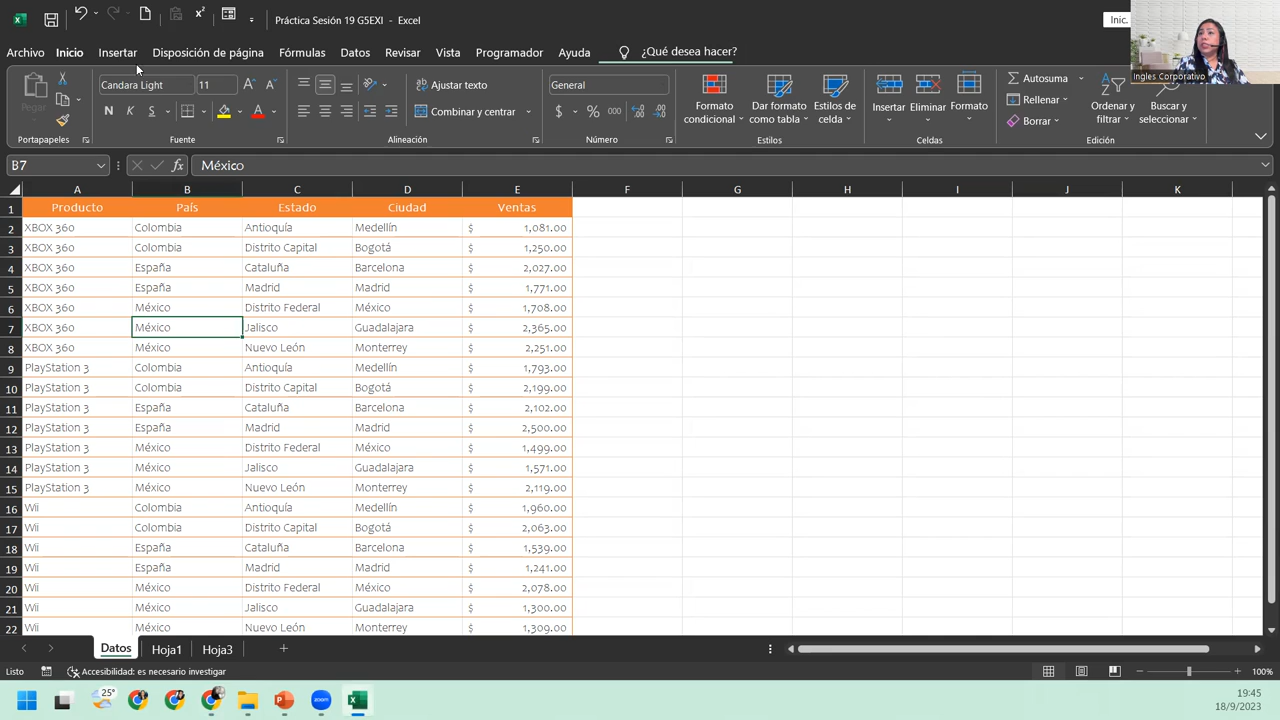 Práctica Sesión 19 G5EXI - Excel
Inic.
Archivo Inicio Insertar Disposición de página Fórmulas Datos Revisar Vista Programador Ayuda ¿Qué desea hacer?
Ingles Corporativo
Pegar
Candara Light 11
N K S
General
Combinar y centrar
$ % 000
Formato condicional
Dar formato como tabla
Estilos de celda
Insertar
Eliminar
Formato
Autosuma
Rellenar
Borrar
Ordenar y filtrar
Buscar y seleccionar
Portapapeles Fuente Alineación Número Estilos Celdas Edición
B7 fx México
A B C D E F G H I J K
1 Producto País Estado Ciudad Ventas
2 XBOX 360 Colombia Antioquía Medellín $ 1,081.00
3 XBOX 360 Colombia Distrito Capital Bogotá $ 1,250.00
4 XBOX 360 España Cataluña Barcelona $ 2,027.00
5 XBOX 360 España Madrid Madrid $ 1,771.00
6 XBOX 360 México Distrito Federal México $ 1,708.00
7 XBOX 360 México Jalisco Guadalajara $ 2,365.00
8 XBOX 360 México Nuevo León Monterrey $ 2,251.00
9 PlayStation 3 Colombia Antioquía Medellín $ 1,793.00
10 PlayStation 3 Colombia Distrito Capital Bogotá $ 2,199.00
11 PlayStation 3 España Cataluña Barcelona $ 2,102.00
12 PlayStation 3 España Madrid Madrid $ 2,500.00
13 PlayStation 3 México Distrito Federal México $ 1,499.00
14 PlayStation 3 México Jalisco Guadalajara $ 1,571.00
15 PlayStation 3 México Nuevo León Monterrey $ 2,119.00
16 Wii Colombia Antioquía Medellín $ 1,960.00
17 Wii Colombia Distrito Capital Bogotá $ 2,063.00
18 Wii España Cataluña Barcelona $ 1,539.00
19 Wii España Madrid Madrid $ 1,241.00
20 Wii México Distrito Federal México $ 2,078.00
21 Wii México Jalisco Guadalajara $ 1,300.00
22 Wii México Nuevo León Monterrey $ 1,309.00
Datos Hoja1 Hoja3
Listo Accesibilidad: es necesario investigar 100%
25°
zoom
19:45
18/9/2023